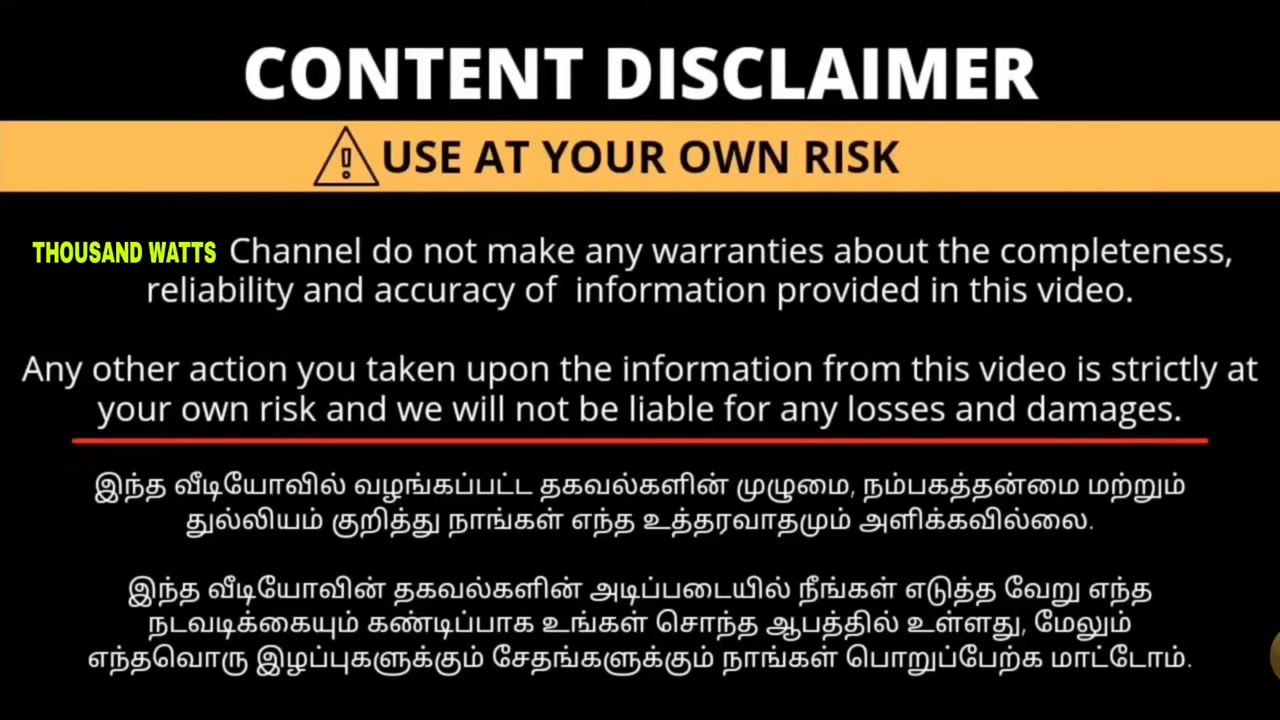 CONTENT DISCLAIMER
USE AT YOUR OWN RISK
THOUSAND WATTS Channel do not make any warranties about the completeness,
reliability and accuracy of information provided in this video.
Any other action you taken upon the information from this video is strictly at
your own risk and we will not be liable for any losses and damages.
இந்த வீடியோவில் வழங்கப்பட்ட தகவல்களின் முழுமை, நம்பகத்தன்மை மற்றும்
துல்லியம் குறித்து நாங்கள் எந்த உத்தரவாதமும் அளிக்கவில்லை.
இந்த வீடியோவின் தகவல்களின் அடிப்படையில் நீங்கள் எடுத்த வேறு எந்த
நடவடிக்கையும் கண்டிப்பாக உங்கள் சொந்த ஆபத்தில் உள்ளது, மேலும்
எந்தவொரு இழப்புகளுக்கும் சேதங்களுக்கும் நாங்கள் பொறுப்பேற்க மாட்டோம்.